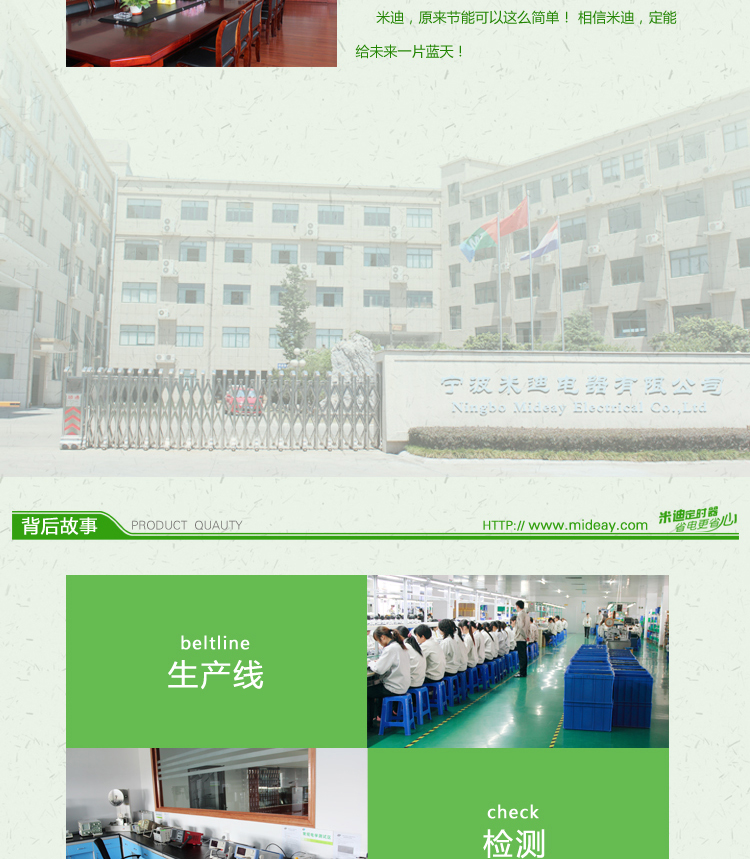 米迪，原来节能可以这么简单！ 相信米迪，定能
给未来一片蓝天！
宁波米迪电器有限公司
Ningbo Mideay Electrical Co.,Ltd
背后故事
PRODUCT QUAUTY
HTTP:// www.mideay.com
米迪定时器
省电更省心
beltline
生产线
check
检测